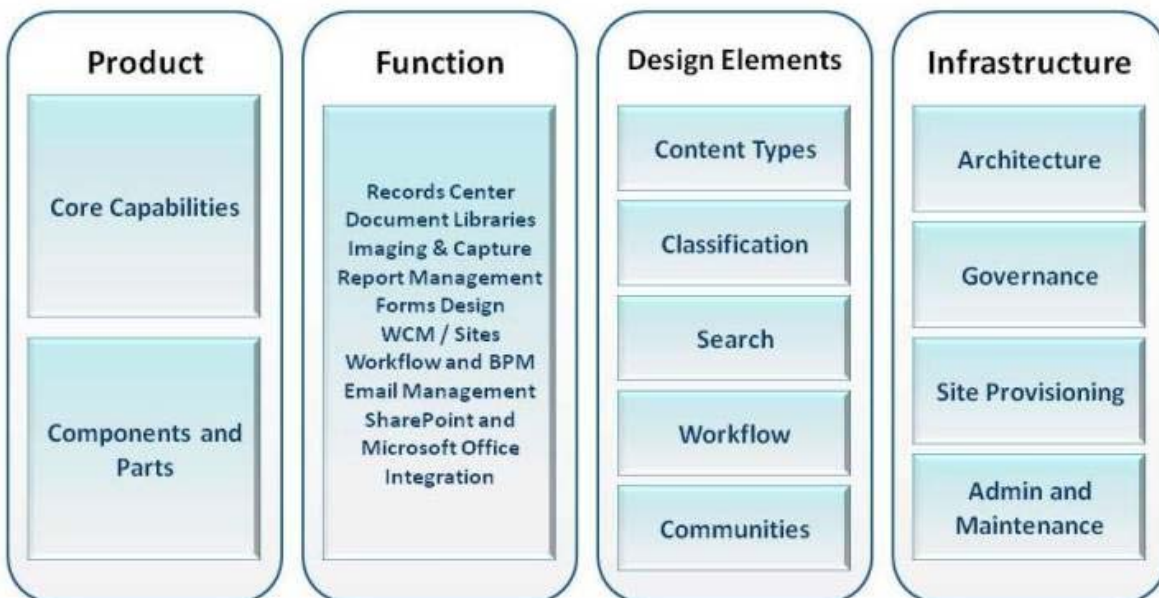 Product
Core Capabilities
Components and
Parts
Function
Records Center
Document Libraries
Imaging & Capture
Report Management
Forms Design
WCM / Sites
Workflow and BPM
Email Management
SharePoint and
Microsoft Office
Integration
Design Elements
Content Types
Classification
Search
Workflow
Communities
Infrastructure
Architecture
Governance
Site Provisioning
Admin and
Maintenance